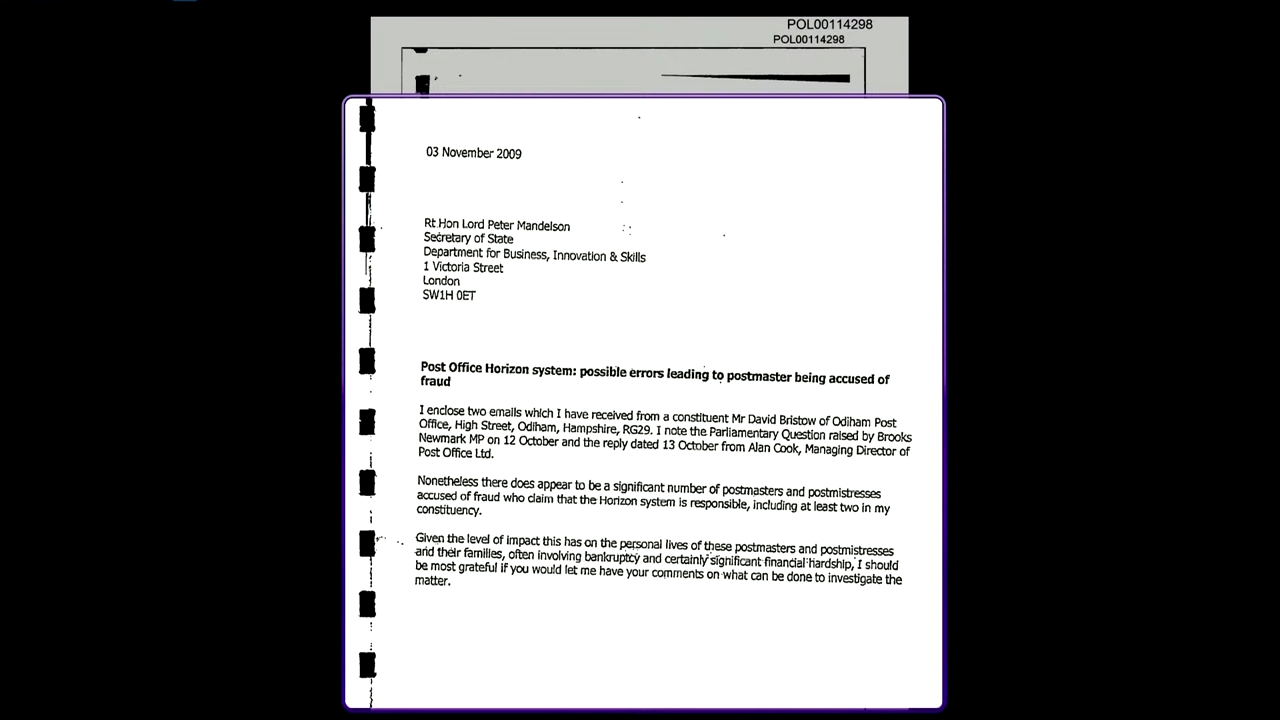 POL00114298
POL00114298
03 November 2009
Rt Hon Lord Peter Mandelson
Secretary of State
Department for Business, Innovation & Skills
1 Victoria Street
London
SW1H 0ET
Post Office Horizon system: possible errors leading to postmaster being accused of
fraud
I enclose two emails which I have received from a constituent Mr David Bristow of Odiham Post
Office, High Street, Odiham, Hampshire, RG29. I note the Parliamentary Question raised by Brooks
Newmark MP on 12 October and the reply dated 13 October from Alan Cook, Managing Director of
Post Office Ltd.
Nonetheless there does appear to be a significant number of postmasters and postmistresses
accused of fraud who claim that the Horizon system is responsible, including at least two in my
constituency.
Given the level of impact this has on the personal lives of these postmasters and postmistresses
and their families, often involving bankruptcy and certainly significant financial hardship, I should
be most grateful if you would let me have your comments on what can be done to investigate the
matter.